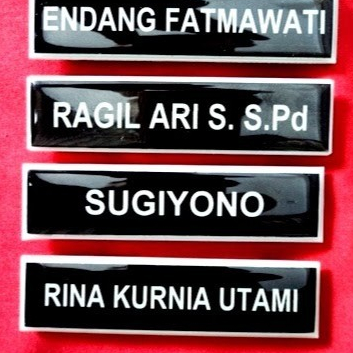 ENDANG FATMAWATI
RAGIL ARI S. S.Pd
SUGIYONO
RINA KURNIA UTAMI